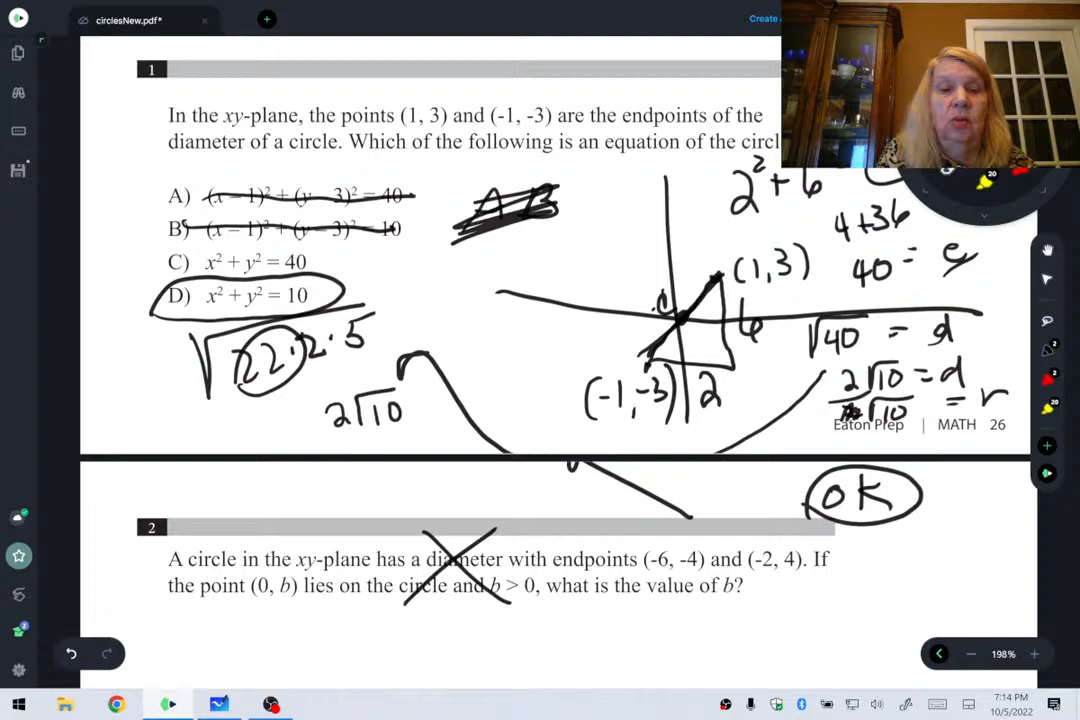 circlesNew.pdf*
Create
1
In the xy-plane, the points (1, 3) and (-1, -3) are the endpoints of the
diameter of a circle. Which of the following is an equation of the circl
A) (x – 1)² + (y – 3)² = 40
B) (x – 1)² + (y – 3)² = 10
C) x² + y² = 40
D) x² + y² = 10
A B
2² + 6
4+36
40 =
(1,3)
6
(-1,-3)
2
√40 = d
2√10 = d
√10 = r
√22·2·5
2√10
Eaton Prep | MATH 26
OK
2
A circle in the xy-plane has a diameter with endpoints (-6, -4) and (-2, 4). If
the point (0, b) lies on the circle and b > 0, what is the value of b?
198%
7:14 PM
10/5/2022